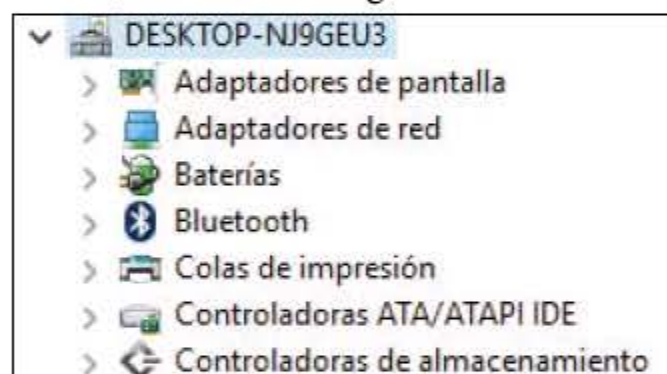 DESKTOP-NJ9GEU3
Adaptadores de pantalla
Adaptadores de red
Baterías
Bluetooth
Colas de impresión
Controladoras ATA/ATAPI IDE
Controladoras de almacenamiento